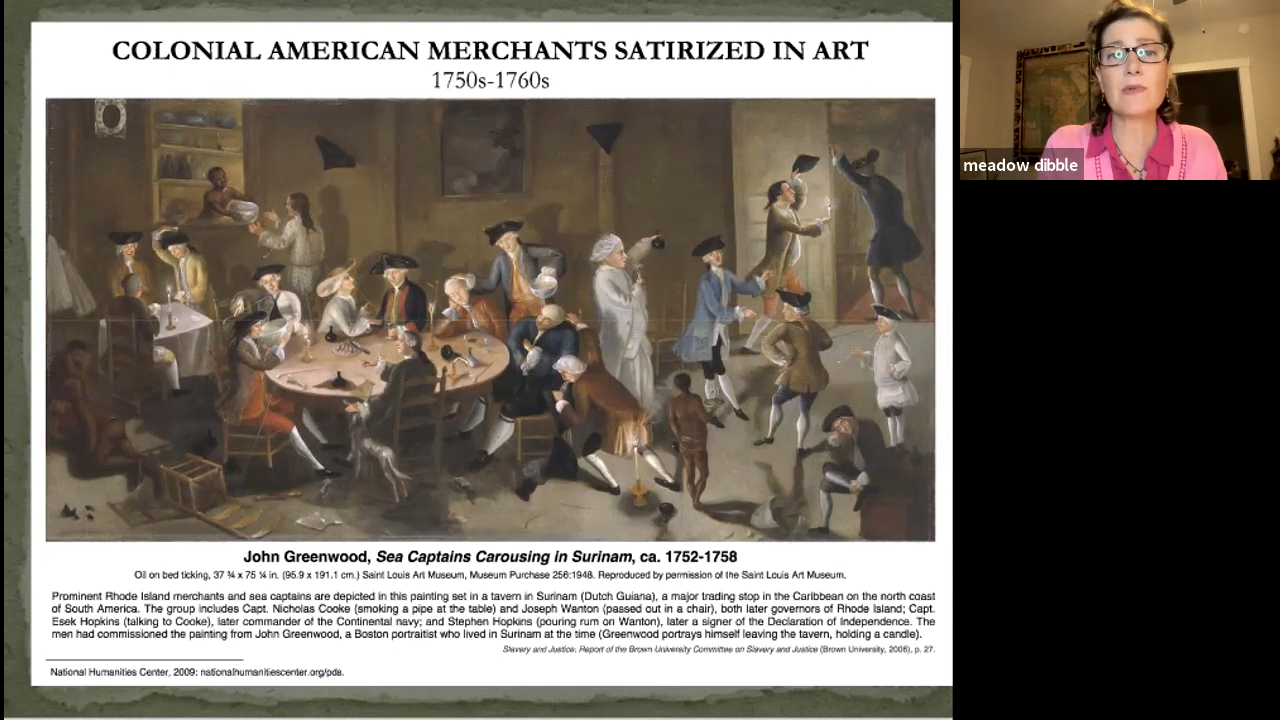 COLONIAL AMERICAN MERCHANTS SATIRIZED IN ART
1750s-1760s
meadow dibble
John Greenwood, Sea Captains Carousing in Surinam, ca. 1752-1758
Oil on bed ticking, 37 ¾ x 75 ¼ in. (95.9 x 191.1 cm.) Saint Louis Art Museum, Museum Purchase 256:1948. Reproduced by permission of the Saint Louis Art Museum.
Prominent Rhode Island merchants and sea captains are depicted in this painting set in a tavern in Surinam (Dutch Guiana), a major trading stop in the Caribbean on the north coast
of South America. The group includes Capt. Nicholas Cooke (smoking a pipe at the table) and Joseph Wanton (passed out in a chair), both later governors of Rhode Island; Capt.
Esek Hopkins (talking to Cooke), later commander of the Continental navy; and Stephen Hopkins (pouring rum on Wanton), later a signer of the Declaration of Independence. The
men had commissioned the painting from John Greenwood, a Boston portraitist who lived in Surinam at the time (Greenwood portrays himself leaving the tavern, holding a candle).
Slavery and Justice: Report of the Brown University Committee on Slavery and Justice (Brown University, 2006), p. 27.
National Humanities Center, 2009: nationalhumanitiescenter.org/pds.